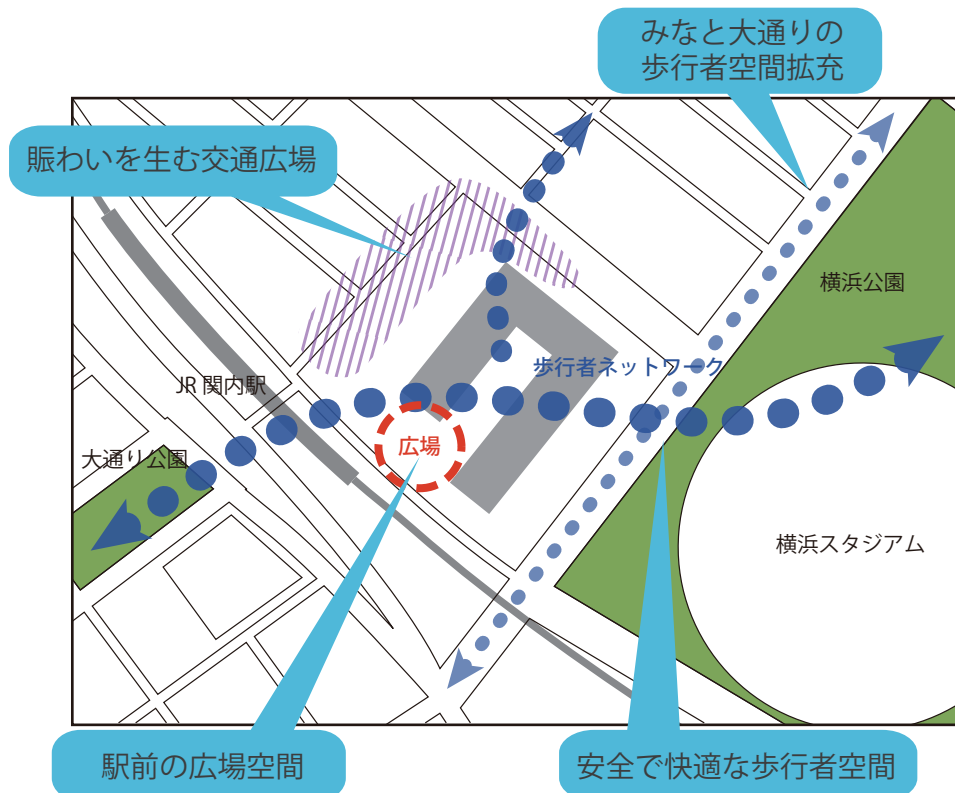 みなと大通りの
歩行者空間拡充
賑わいを生む交通広場
横浜公園
歩行者ネットワーク
JR 関内駅
広場
大通り公園
横浜スタジアム
駅前の広場空間
安全で快適な歩行者空間